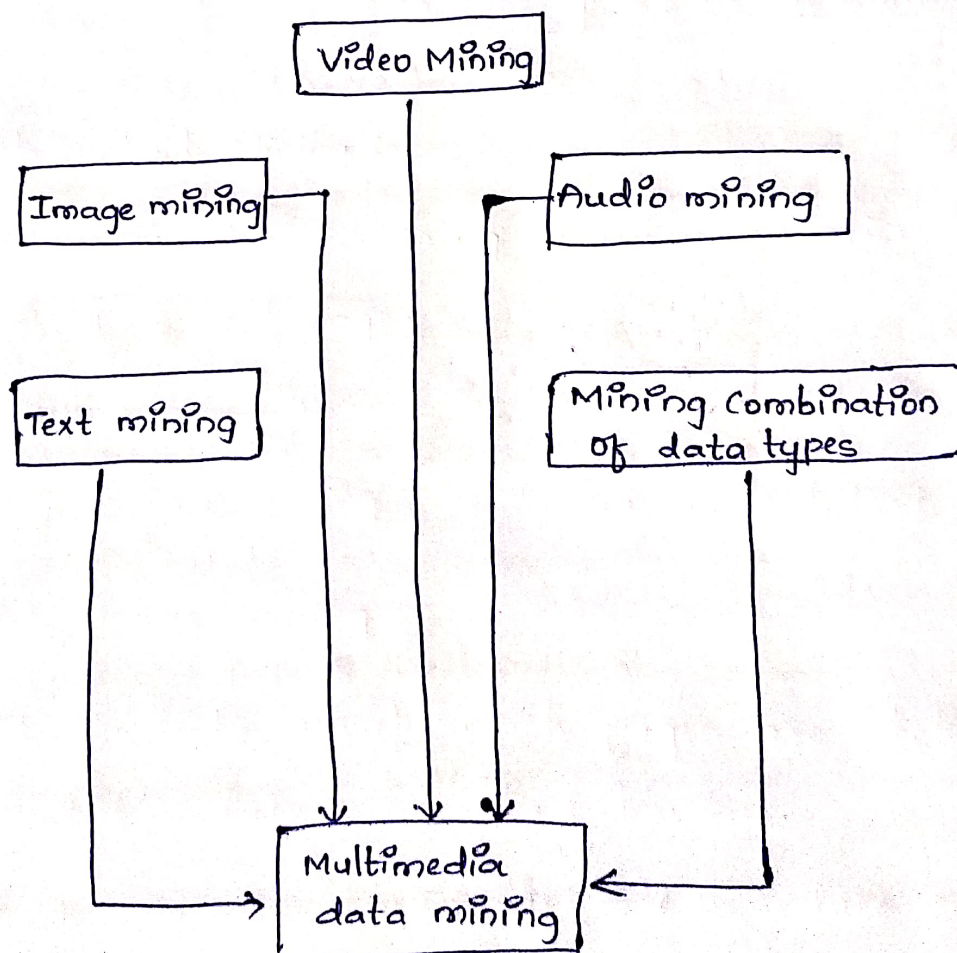 Video Mining
Image mining
Audio mining
Text mining
Mining Combination
of data types
Multimedia
data mining